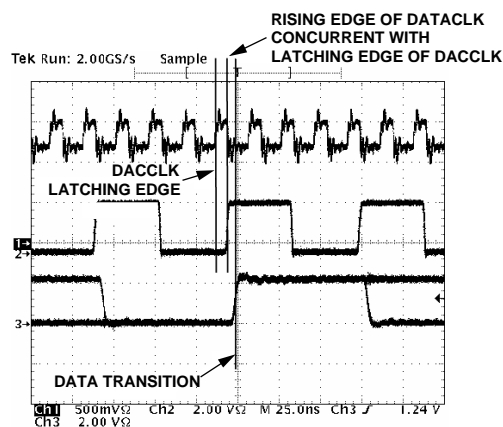 RISING EDGE OF DATACLK
CONCURRENT WITH
LATCHING EDGE OF DACCLK
Tek Run: 2.00GS/s Sample
DACCLK
LATCHING EDGE
1→
2→
3→
DATA TRANSITION
Ch1 500mVΩ Ch2 2.00 VΩ M 25.0ns Ch3 ∫ 1.24 V
Ch3 2.00 VΩ